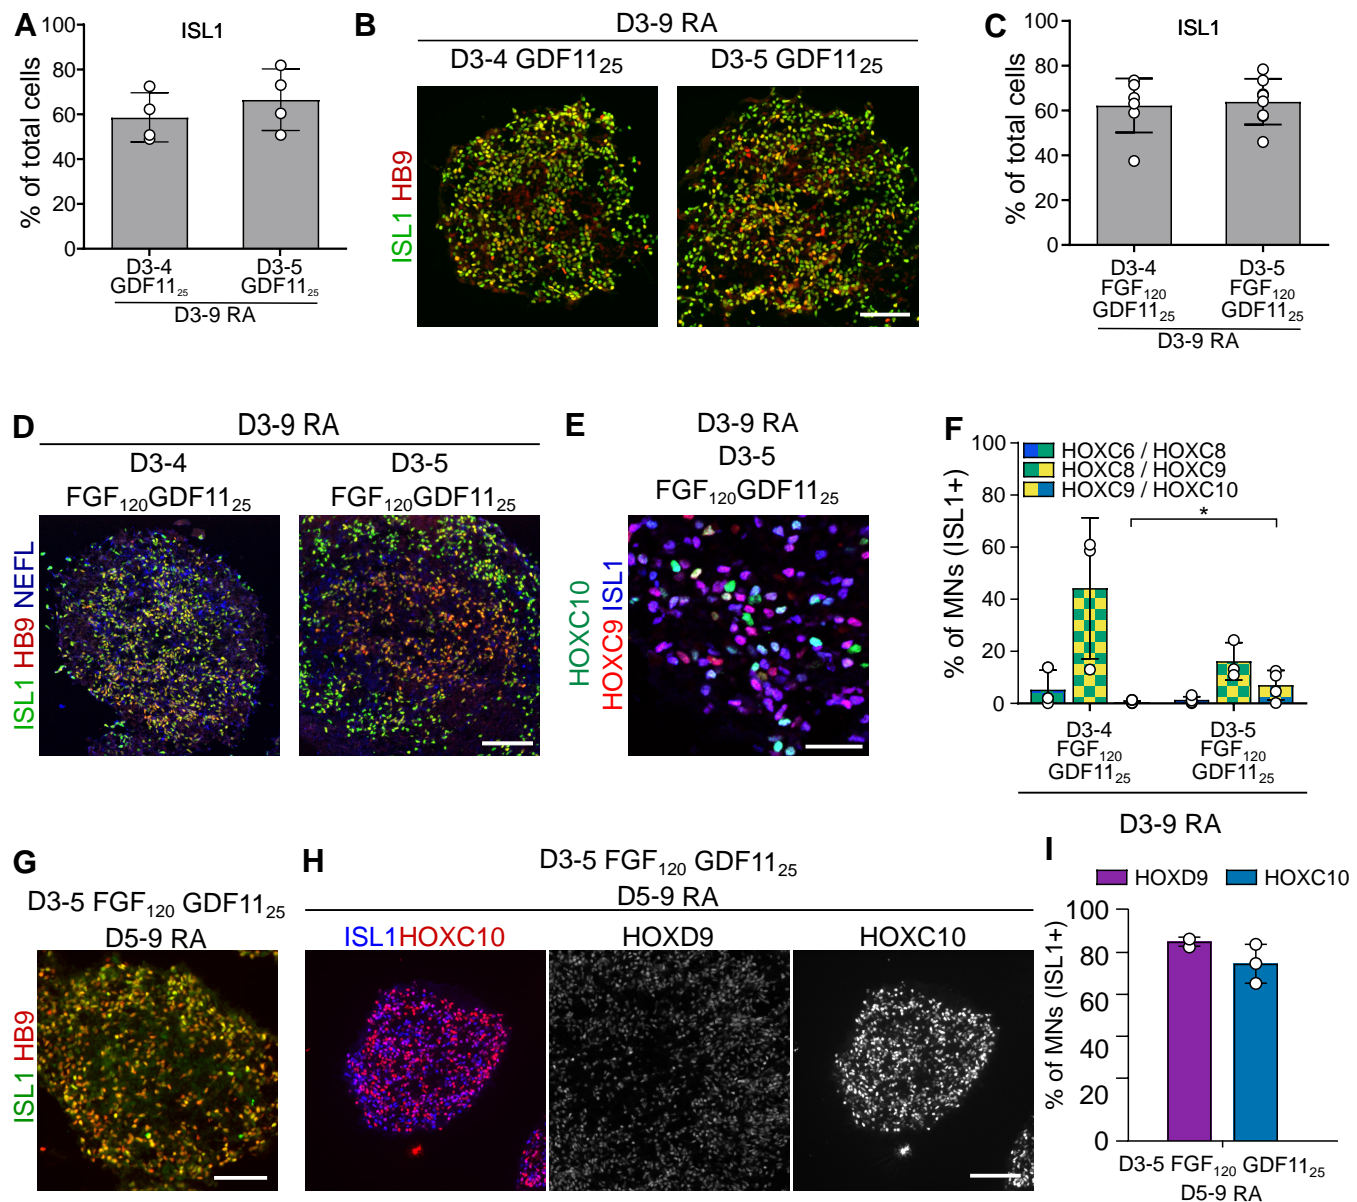 A
ISL1
% of total cells
100
80
60
40
20
0
D3-4
GDF11₂₅
D3-5
GDF11₂₅
D3-9 RA
B
D3-9 RA
D3-4 GDF11₂₅
D3-5 GDF11₂₅
ISL1 HB9
C
ISL1
% of total cells
100
80
60
40
20
0
D3-4
FGF₁₂₀
GDF11₂₅
D3-5
FGF₁₂₀
GDF11₂₅
D3-9 RA
D
D3-9 RA
D3-4
FGF₁₂₀GDF11₂₅
D3-5
FGF₁₂₀GDF11₂₅
ISL1 HB9 NEFL
E
D3-9 RA
D3-5
FGF₁₂₀GDF11₂₅
HOXC10
HOXC9 ISL1
F
% of MNs (ISL1+)
100
80
60
40
20
0
HOXC6 / HOXC8
HOXC8 / HOXC9
HOXC9 / HOXC10
*
D3-4
FGF₁₂₀
GDF11₂₅
D3-5
FGF₁₂₀
GDF11₂₅
D3-9 RA
G
D3-5 FGF₁₂₀ GDF11₂₅
D5-9 RA
ISL1 HB9
H
D3-5 FGF₁₂₀ GDF11₂₅
D5-9 RA
ISL1HOXC10
HOXD9
HOXC10
I
HOXD9
HOXC10
% of MNs (ISL1+)
100
80
60
40
20
0
D3-5 FGF₁₂₀ GDF11₂₅
D5-9 RA